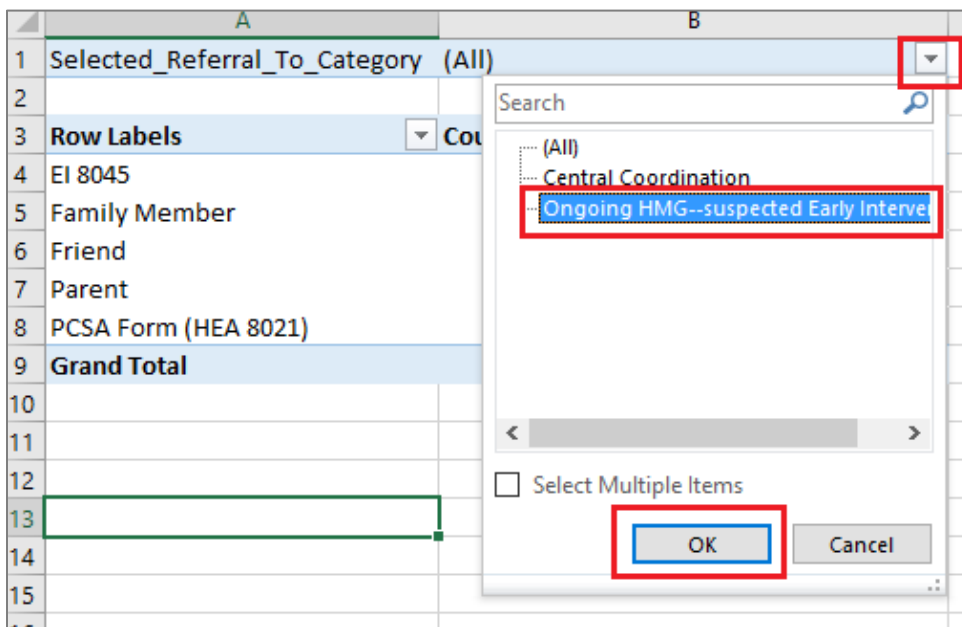 A B
1 Selected_Referral_To_Category (All)
2 Search
3 Row Labels Cou
(All)
4 EI 8045
Central Coordination
5 Family Member
Ongoing HMG--suspected Early Interve
6 Friend
7 Parent
8 PCSA Form (HEA 8021)
9 Grand Total
10
11
12 Select Multiple Items
13
14 OK Cancel
15